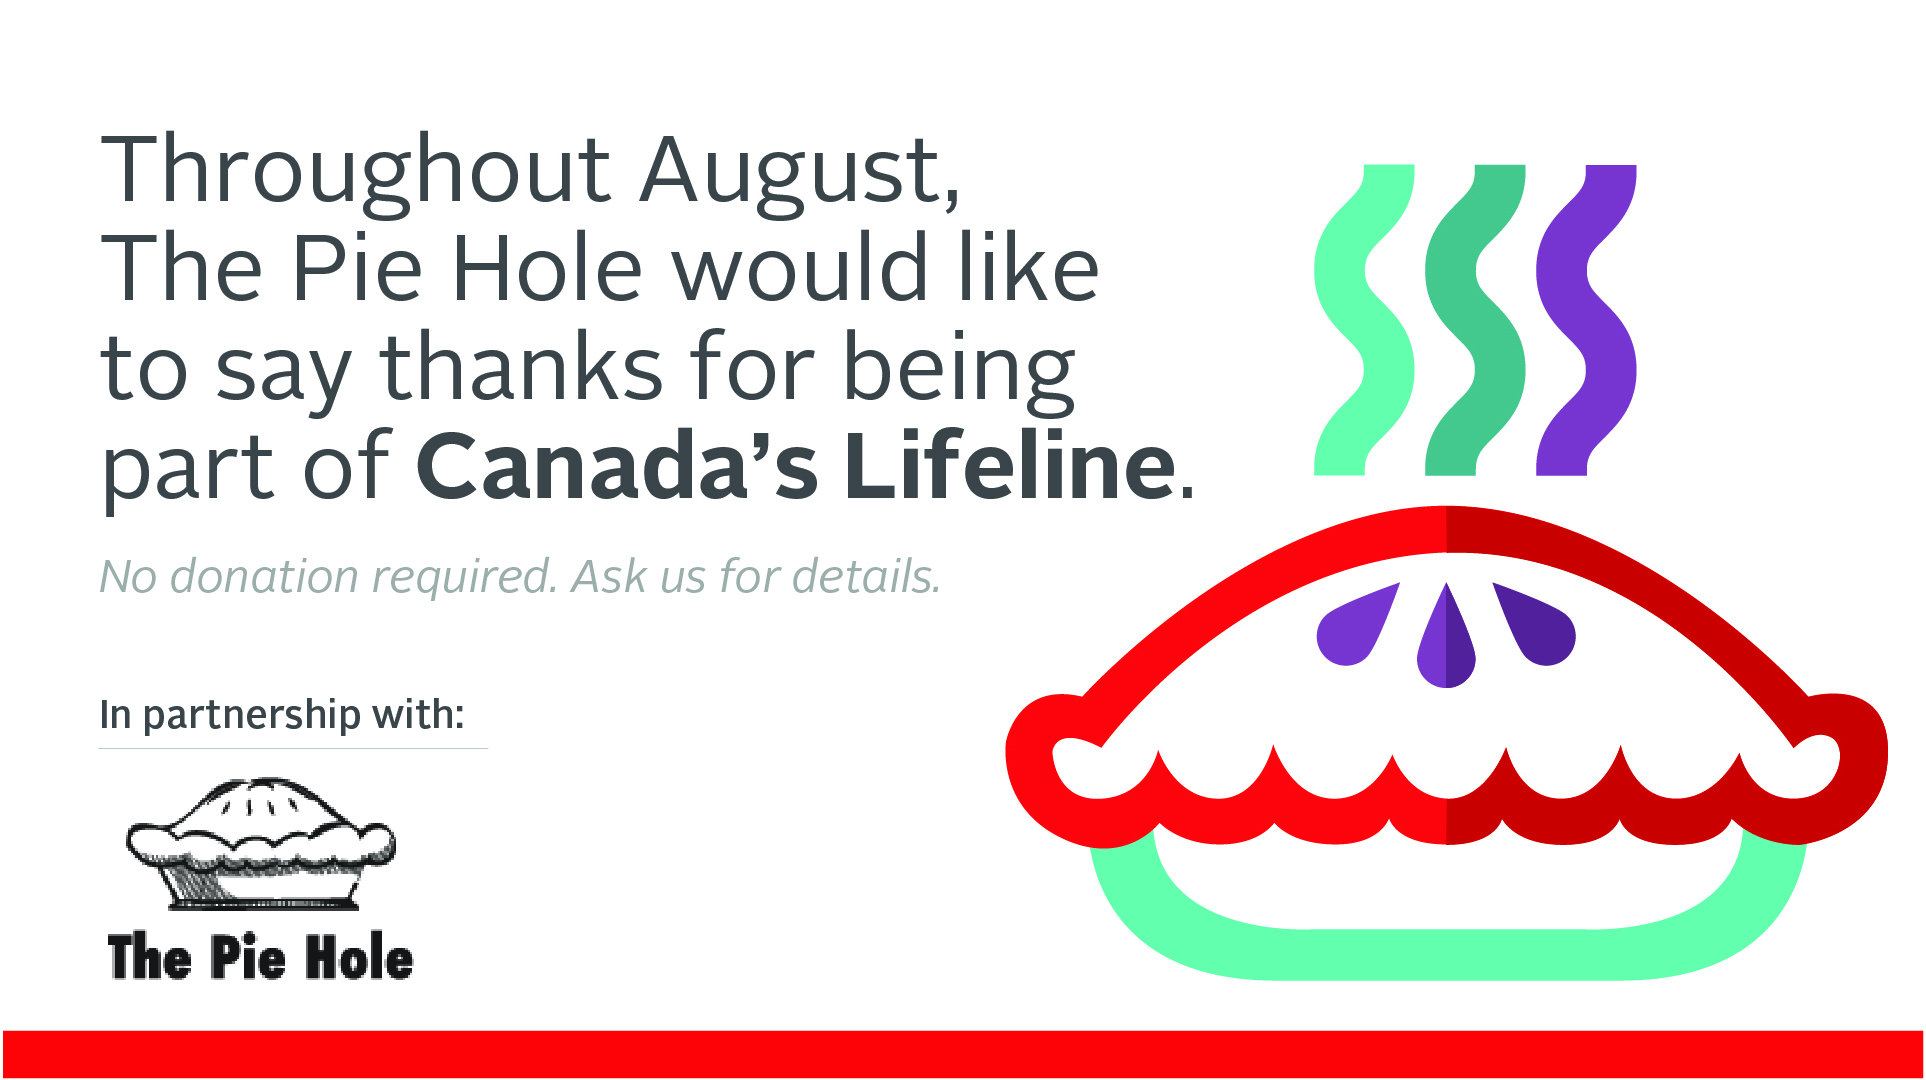 Throughout August,
The Pie Hole would like
to say thanks for being
part of Canada’s Lifeline.
No donation required. Ask us for details.
In partnership with:
The Pie Hole